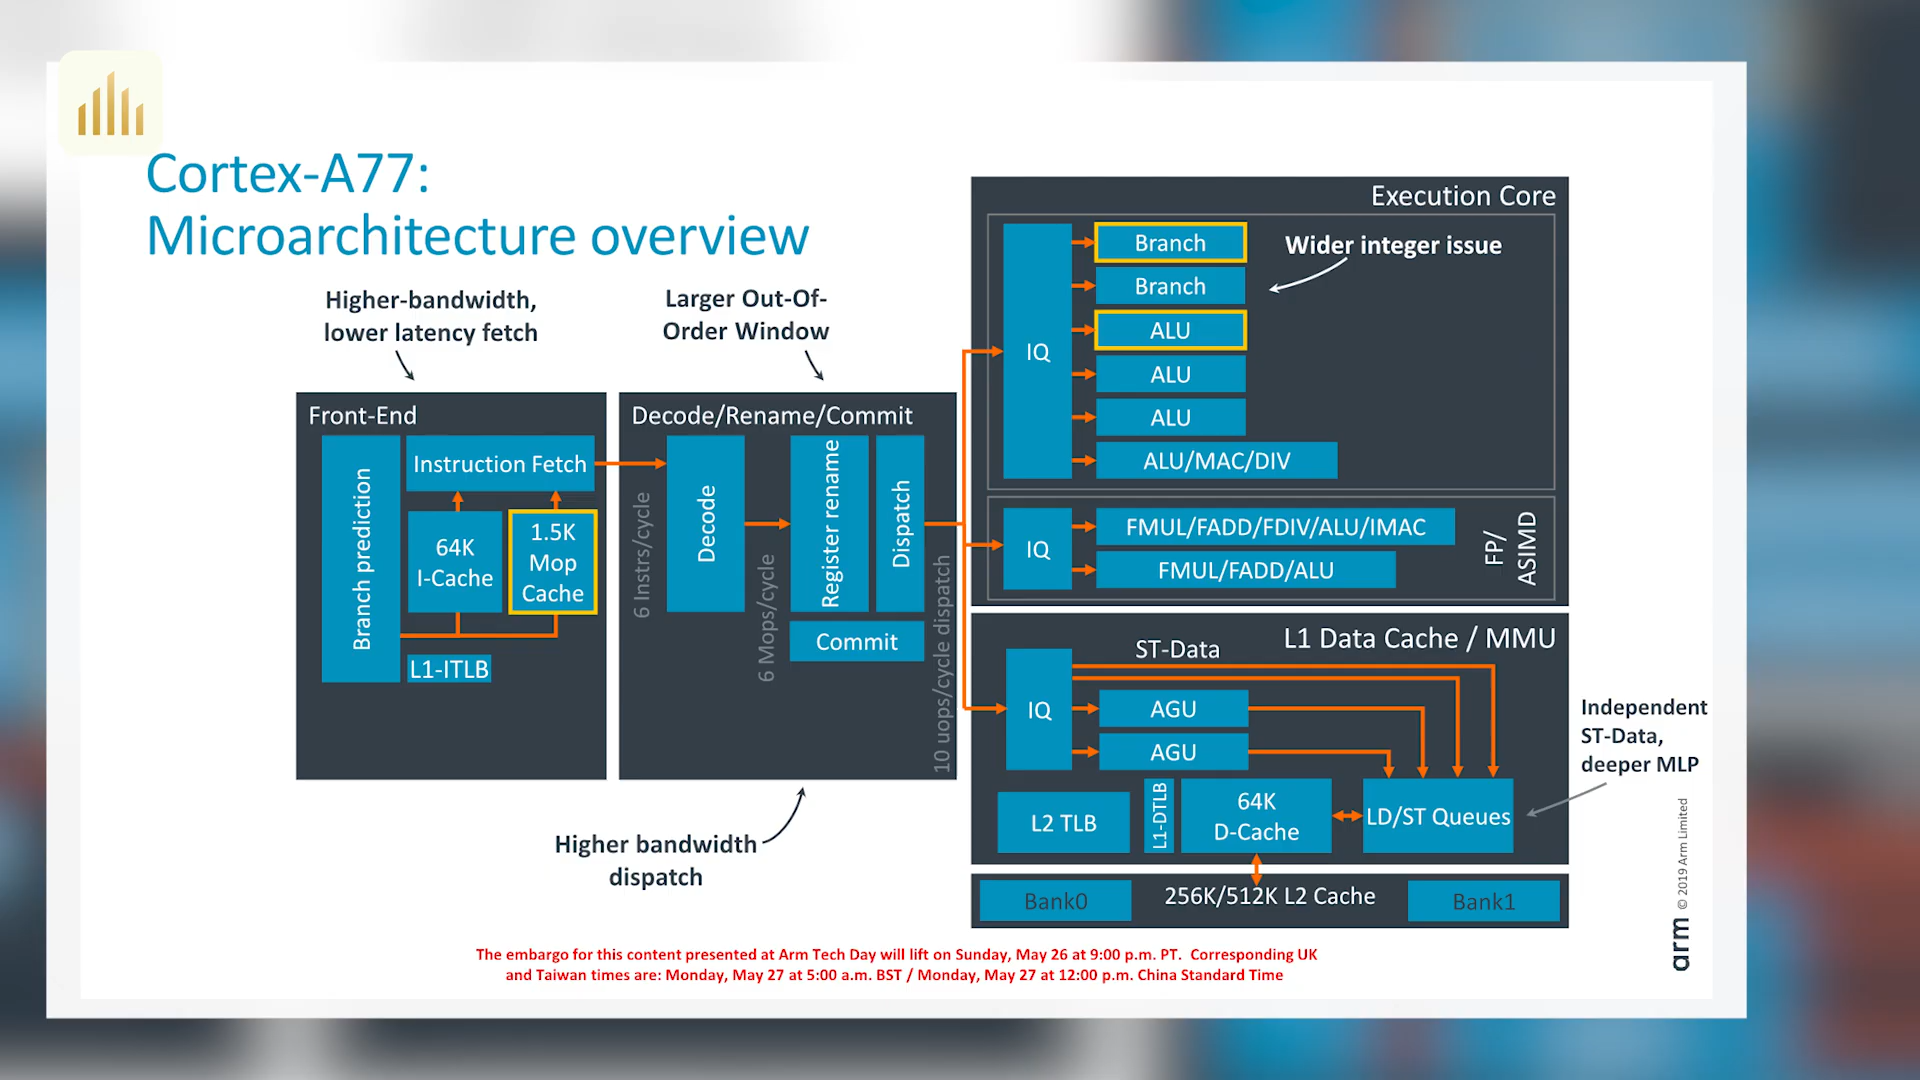 Cortex-A77:
Microarchitecture overview
Higher-bandwidth,
lower latency fetch
Larger Out-Of-
Order Window
Front-End
Branch prediction
Instruction Fetch
64K
I-Cache
1.5K
Mop
Cache
L1-ITLB
Decode/Rename/Commit
6 Instrs/cycle
Decode
6 Mops/cycle
Register rename
Dispatch
Commit
10 uops/cycle dispatch
Higher bandwidth
dispatch
Execution Core
IQ
Branch
Branch
ALU
ALU
ALU
ALU/MAC/DIV
Wider integer issue
IQ
FMUL/FADD/FDIV/ALU/IMAC
FMUL/FADD/ALU
FP/
ASIMD
L1 Data Cache / MMU
ST-Data
IQ
AGU
AGU
L2 TLB
L1-DTLB
64K
D-Cache
LD/ST Queues
Independent
ST-Data,
deeper MLP
Bank0
256K/512K L2 Cache
Bank1
The embargo for this content presented at Arm Tech Day will lift on Sunday, May 26 at 9:00 p.m. PT. Corresponding UK
and Taiwan times are: Monday, May 27 at 5:00 a.m. BST / Monday, May 27 at 12:00 p.m. China Standard Time
arm © 2019 Arm Limited